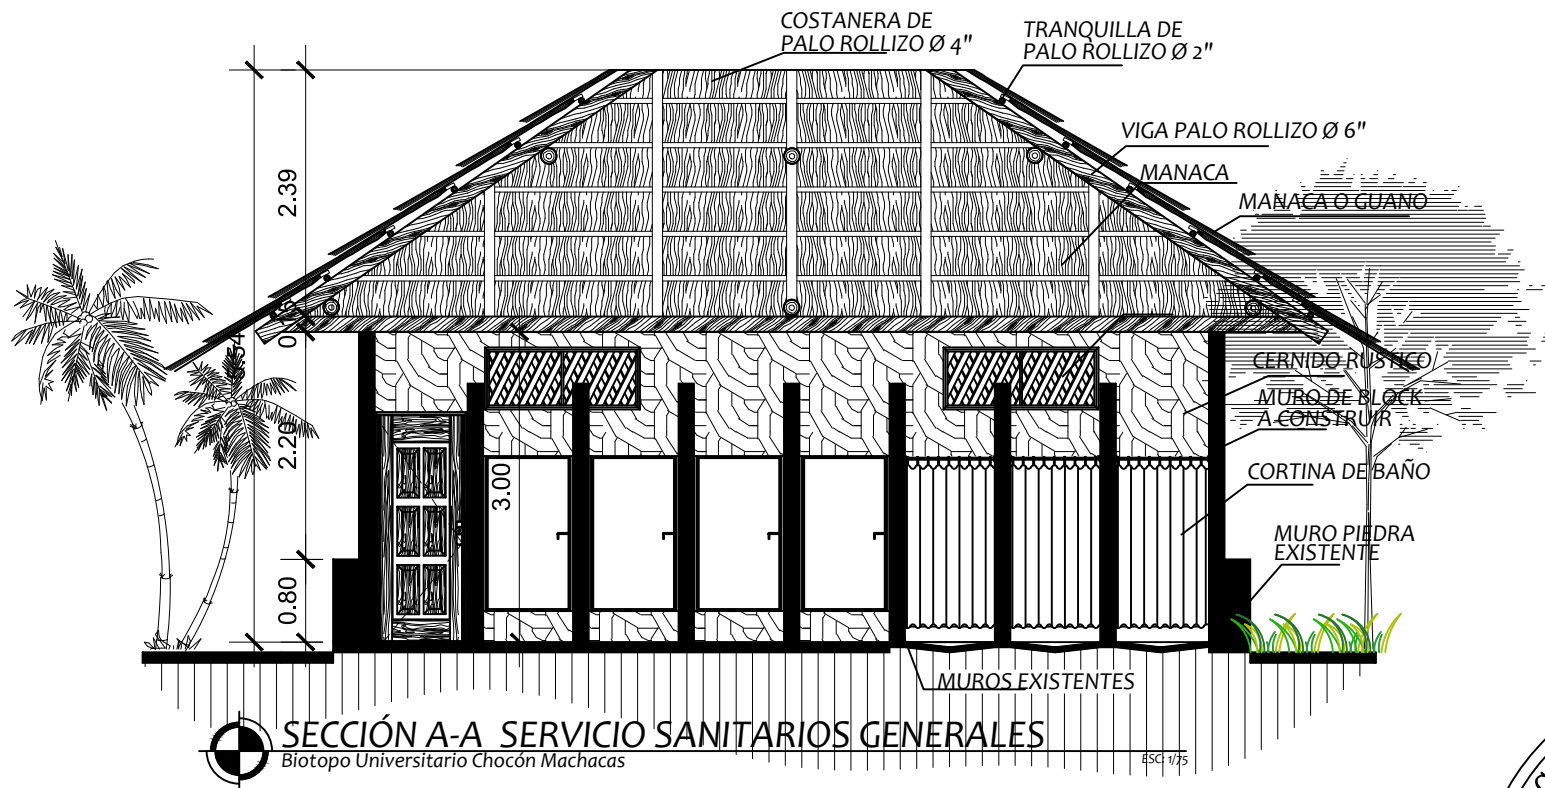 COSTANERA DE
PALO ROLLIZO Ø 4"
TRANQUILLA DE
PALO ROLLIZO Ø 2"
VIGA PALO ROLLIZO Ø 6"
MANACA
MANACA O GUANO
2.39
CERNIDO RUSTICO
MURO DE BLOCK
A CONSTRUIR
2.20
3.00
CORTINA DE BAÑO
MURO PIEDRA
EXISTENTE
0.80
MUROS EXISTENTES
SECCIÓN A-A SERVICIO SANITARIOS GENERALES
Biotopo Universitario Chocón Machacas
ESC: 1/75